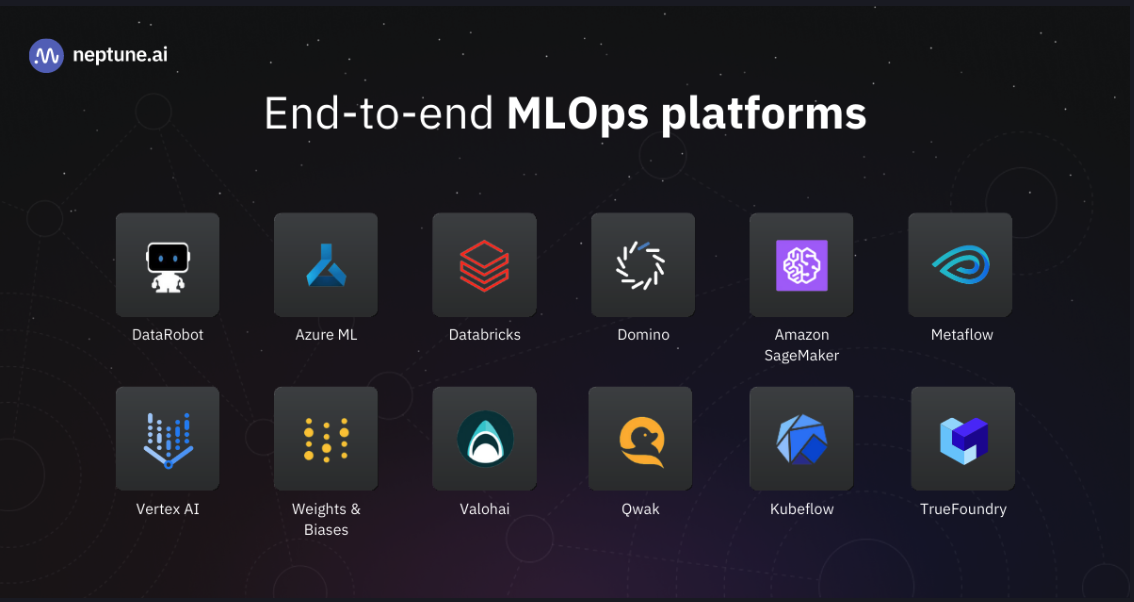 neptune.ai
End-to-end MLOps platforms
DataRobot
Azure ML
Databricks
Domino
Amazon
SageMaker
Metaflow
Vertex AI
Weights &
Biases
Valohai
Qwak
Kubeflow
TrueFoundry